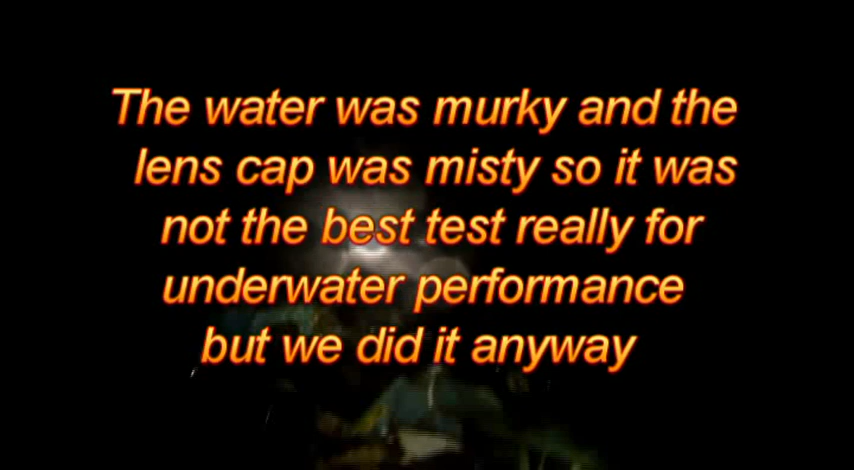 The water was murky and the
lens cap was misty so it was
not the best test really for
underwater performance
but we did it anyway